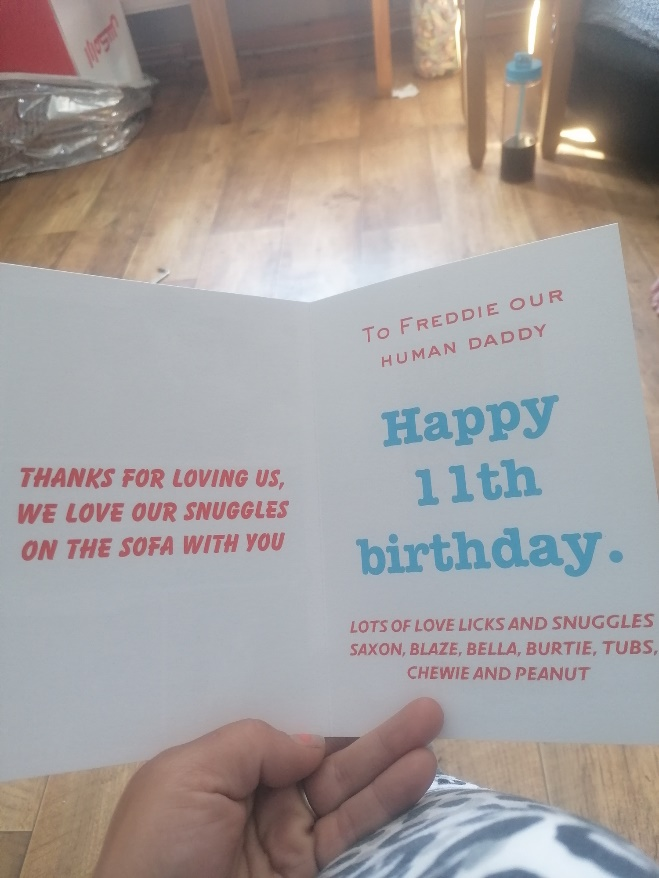 THANKS FOR LOVING US,
WE LOVE OUR SNUGGLES
ON THE SOFA WITH YOU
TO FREDDIE OUR
HUMAN DADDY
Happy
11th
birthday.
LOTS OF LOVE LICKS AND SNUGGLES
SAXON, BLAZE, BELLA, BURTIE, TUBS,
CHEWIE AND PEANUT